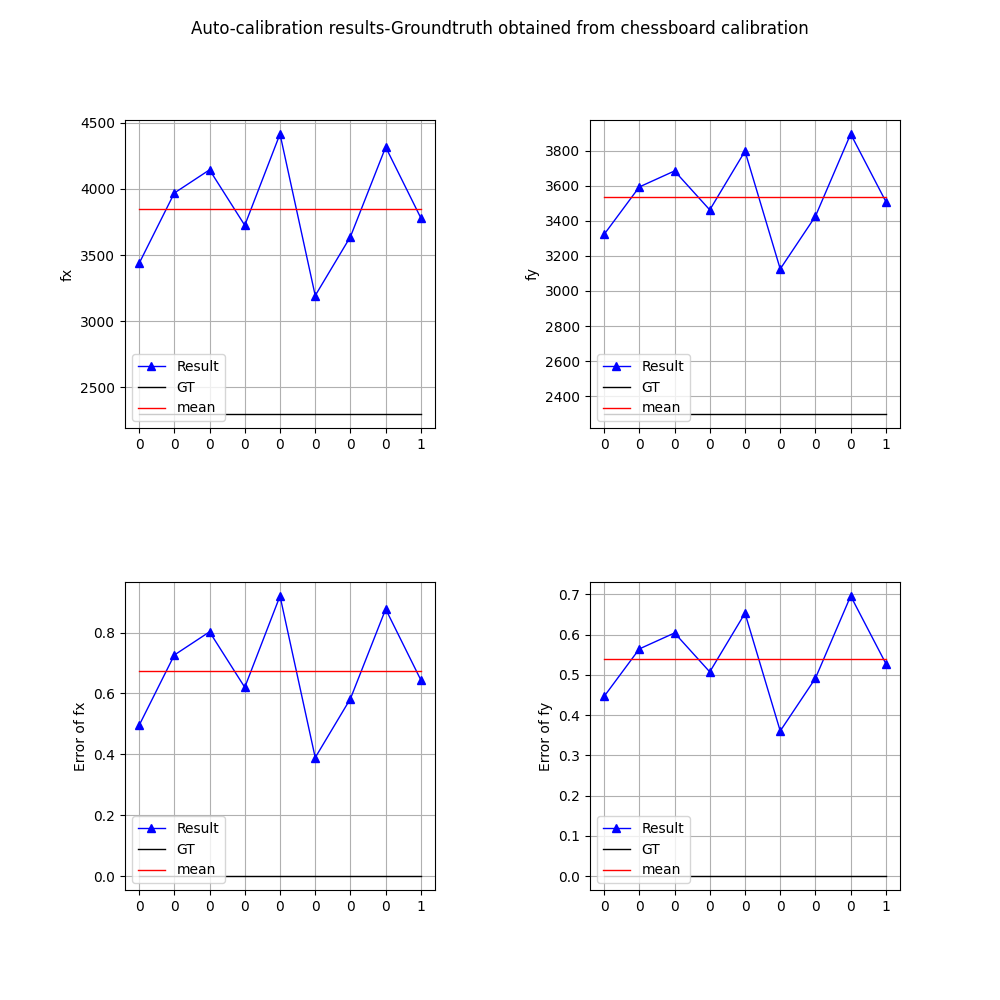 Auto-calibration results-Groundtruth obtained from chessboard calibration
4500
4000
3500
3000
2500
fx
Result
GT
mean
0 0 0 0 0 0 0 0 1
3800
3600
3400
3200
3000
2800
2600
2400
fy
Result
GT
mean
0 0 0 0 0 0 0 0 1
0.8
0.6
0.4
0.2
0.0
Error of fx
Result
GT
mean
0 0 0 0 0 0 0 0 1
0.7
0.6
0.5
0.4
0.3
0.2
0.1
0.0
Error of fy
Result
GT
mean
0 0 0 0 0 0 0 0 1